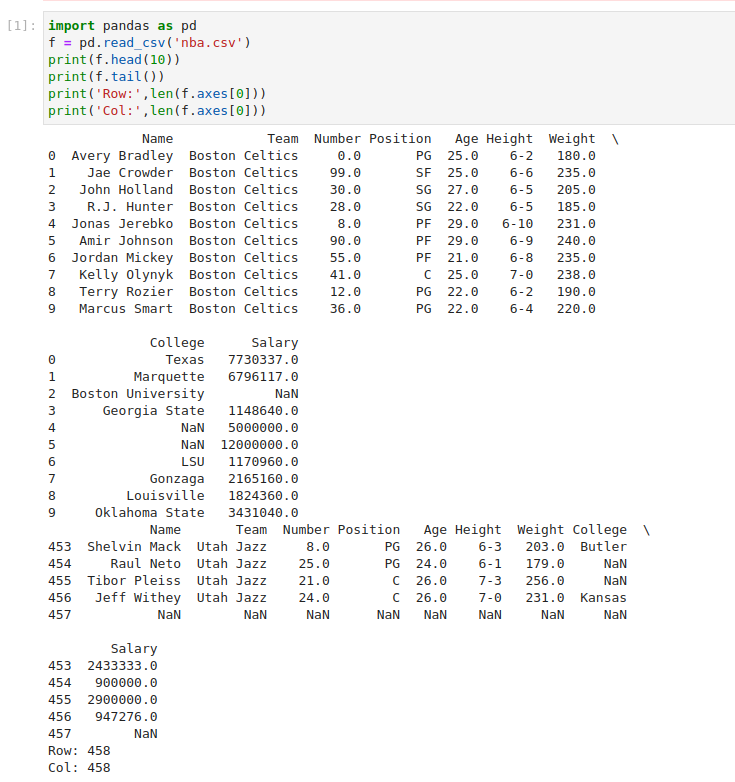 [1]: import pandas as pd
f = pd.read_csv('nba.csv')
print(f.head(10))
print(f.tail())
print('Row:',len(f.axes[0]))
print('Col:',len(f.axes[0]))
            Name            Team  Number Position   Age Height  Weight  \
0  Avery Bradley  Boston Celtics     0.0       PG  25.0    6-2   180.0
1    Jae Crowder  Boston Celtics    99.0       SF  25.0    6-6   235.0
2   John Holland  Boston Celtics    30.0       SG  27.0    6-5   205.0
3    R.J. Hunter  Boston Celtics    28.0       SG  22.0    6-5   185.0
4  Jonas Jerebko  Boston Celtics     8.0       PF  29.0   6-10   231.0
5   Amir Johnson  Boston Celtics    90.0       PF  29.0    6-9   240.0
6  Jordan Mickey  Boston Celtics    55.0       PF  21.0    6-8   235.0
7   Kelly Olynyk  Boston Celtics    41.0        C  25.0    7-0   238.0
8   Terry Rozier  Boston Celtics    12.0       PG  22.0    6-2   190.0
9   Marcus Smart  Boston Celtics    36.0       PG  22.0    6-4   220.0
             College      Salary
0              Texas   7730337.0
1          Marquette   6796117.0
2  Boston University         NaN
3      Georgia State   1148640.0
4                NaN   5000000.0
5                NaN  12000000.0
6                LSU   1170960.0
7            Gonzaga   2165160.0
8         Louisville   1824360.0
9     Oklahoma State   3431040.0
             Name       Team  Number Position   Age Height  Weight College  \
453  Shelvin Mack  Utah Jazz     8.0       PG  26.0    6-3   203.0  Butler
454     Raul Neto  Utah Jazz    25.0       PG  24.0    6-1   179.0     NaN
455  Tibor Pleiss  Utah Jazz    21.0        C  26.0    7-3   256.0     NaN
456   Jeff Withey  Utah Jazz    24.0        C  26.0    7-0   231.0  Kansas
457           NaN        NaN     NaN      NaN   NaN    NaN     NaN     NaN
        Salary
453  2433333.0
454   900000.0
455  2900000.0
456   947276.0
457        NaN
Row: 458
Col: 458